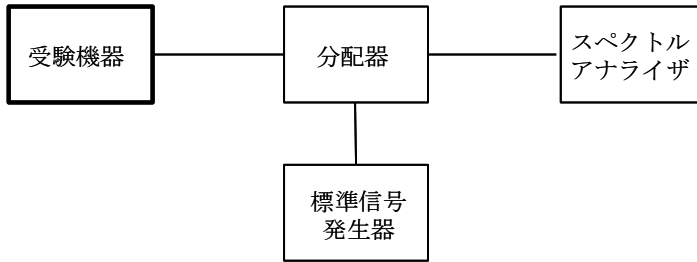 受験機器
分配器
スペクトル
アナライザ
標準信号
発生器